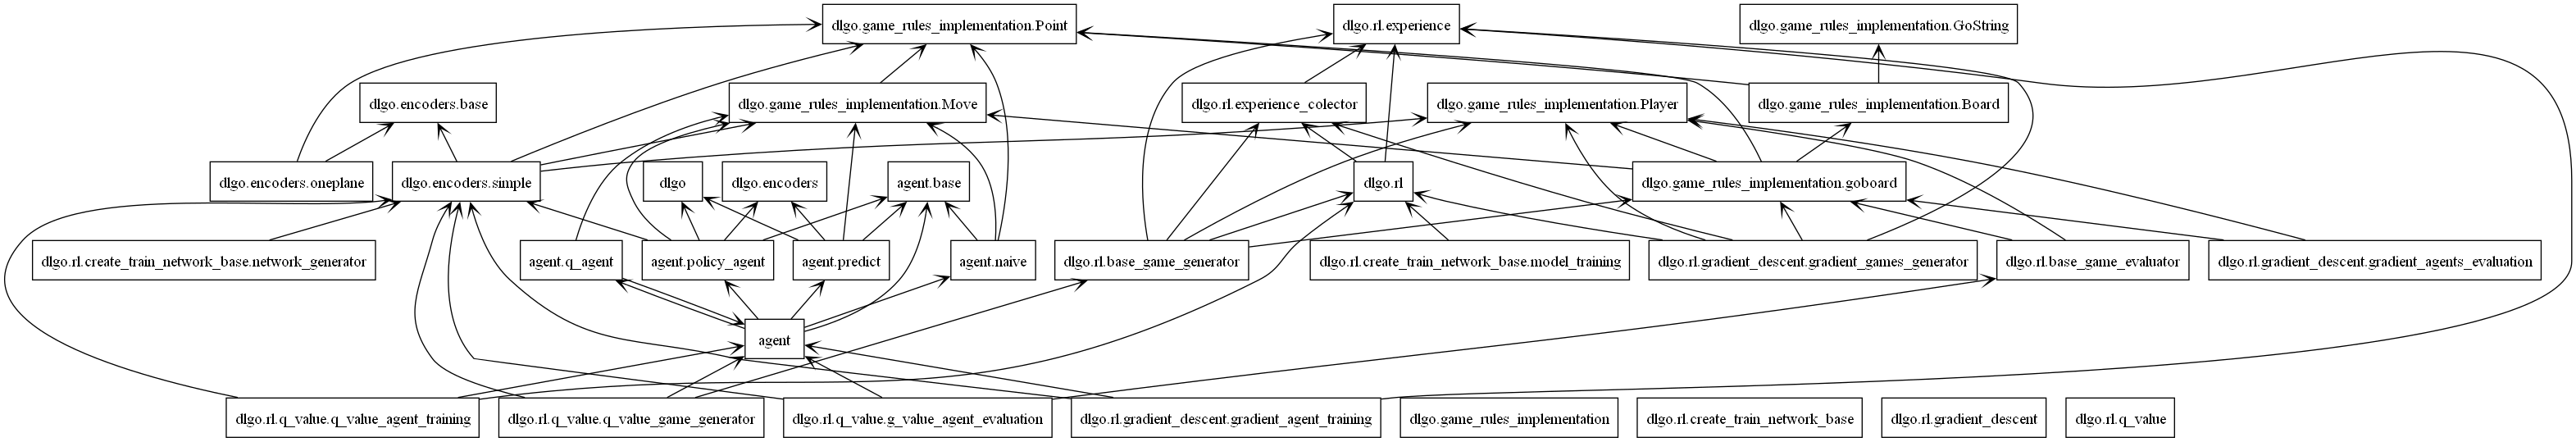 dlgo.game_rules_implementation.Point
dlgo.rl.experience
dlgo.game_rules_implementation.GoString
dlgo.encoders.base
dlgo.game_rules_implementation.Move
dlgo.rl.experience_colector
dlgo.game_rules_implementation.Player
dlgo.game_rules_implementation.Board
dlgo.encoders.oneplane
dlgo.encoders.simple
dlgo
dlgo.encoders
agent.base
dlgo.rl
dlgo.game_rules_implementation.goboard
dlgo.rl.create_train_network_base.network_generator
agent.q_agent
agent.policy_agent
agent.predict
agent.naive
dlgo.rl.base_game_generator
dlgo.rl.create_train_network_base.model_training
dlgo.rl.gradient_descent.gradient_games_generator
dlgo.rl.base_game_evaluator
dlgo.rl.gradient_descent.gradient_agents_evaluation
agent
dlgo.rl.q_value.q_value_agent_training
dlgo.rl.q_value.q_value_game_generator
dlgo.rl.q_value.g_value_agent_evaluation
dlgo.rl.gradient_descent.gradient_agent_training
dlgo.game_rules_implementation
dlgo.rl.create_train_network_base
dlgo.rl.gradient_descent
dlgo.rl.q_value